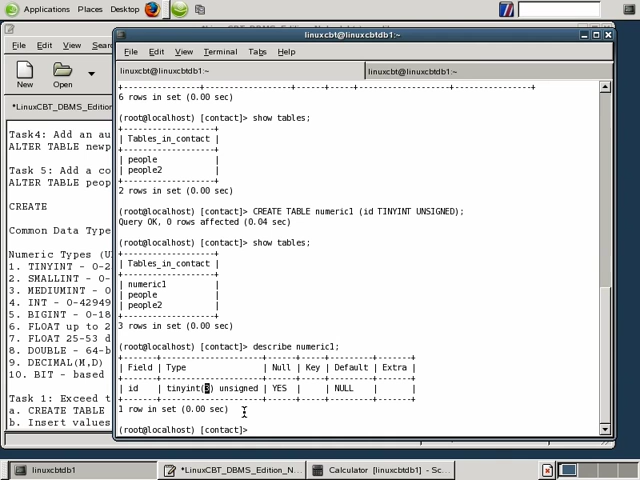 Applications Places Desktop
linuxcbt@linuxcbtdb1:~
File Edit View Search
File Edit View Terminal Tabs Help
New Open
linuxcbt@linuxcbtdb1:~ linuxcbt@linuxcbtdb1:~
*LinuxCBT_DBMS_Edition
Task4: Add an au
ALTER TABLE newp
Task 5: Add a co
ALTER TABLE peop
CREATE
Common Data Type
Numeric Types (U
1. TINYINT - 0-2
2. SMALLINT - 0-
3. MEDIUMINT - 0
4. INT - 0-42949
5. BIGINT - 0-18
6. FLOAT up to 2
7. FLOAT 25-53 d
8. DOUBLE - 64-b
9. DECIMAL(M,D)
10. BIT - based
Task 1: Exceed t
a. CREATE TABLE
b. Insert values
+---------------+------------------+------+-----+----------------+----------------+
6 rows in set (0.00 sec)
(root@localhost) [contact]> show tables;
+-------------------+
| Tables_in_contact |
+-------------------+
| people            |
| people2           |
+-------------------+
2 rows in set (0.00 sec)
(root@localhost) [contact]> CREATE TABLE numeric1 (id TINYINT UNSIGNED);
Query OK, 0 rows affected (0.04 sec)
(root@localhost) [contact]> show tables;
+-------------------+
| Tables_in_contact |
+-------------------+
| numeric1          |
| people            |
| people2           |
+-------------------+
3 rows in set (0.00 sec)
(root@localhost) [contact]> describe numeric1;
+-------+---------------------+------+-----+---------+-------+
| Field | Type                | Null | Key | Default | Extra |
+-------+---------------------+------+-----+---------+-------+
| id    | tinyint(3) unsigned | YES  |     | NULL    |       |
+-------+---------------------+------+-----+---------+-------+
1 row in set (0.00 sec)
(root@localhost) [contact]>
linuxcbtdb1 *LinuxCBT_DBMS_Edition_N... Calculator [linuxcbtdb1] - Sc...